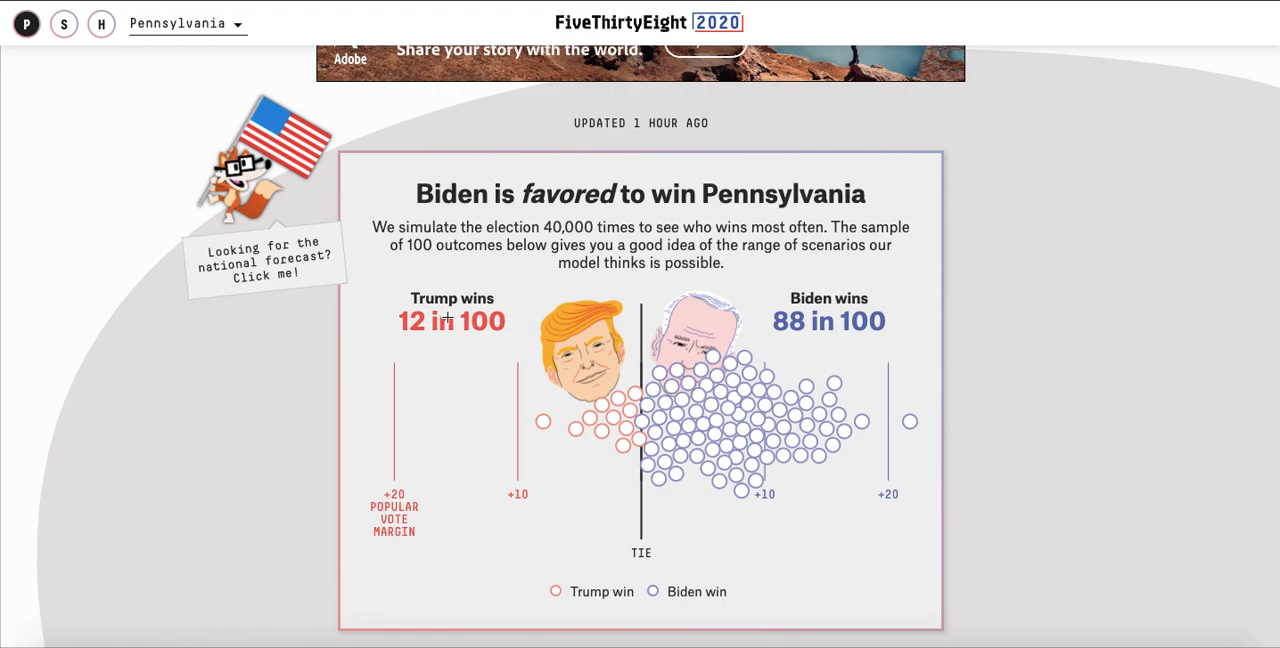 P S H Pennsylvania
FiveThirtyEight 2020
Adobe
Share your story with the world.
UPDATED 1 HOUR AGO
Looking for the
national forecast?
Click me!
Biden is favored to win Pennsylvania
We simulate the election 40,000 times to see who wins most often. The sample
of 100 outcomes below gives you a good idea of the range of scenarios our
model thinks is possible.
Trump wins
12 in 100
Biden wins
88 in 100
+20
POPULAR
VOTE
MARGIN
+10
+10
+20
TIE
Trump win
Biden win